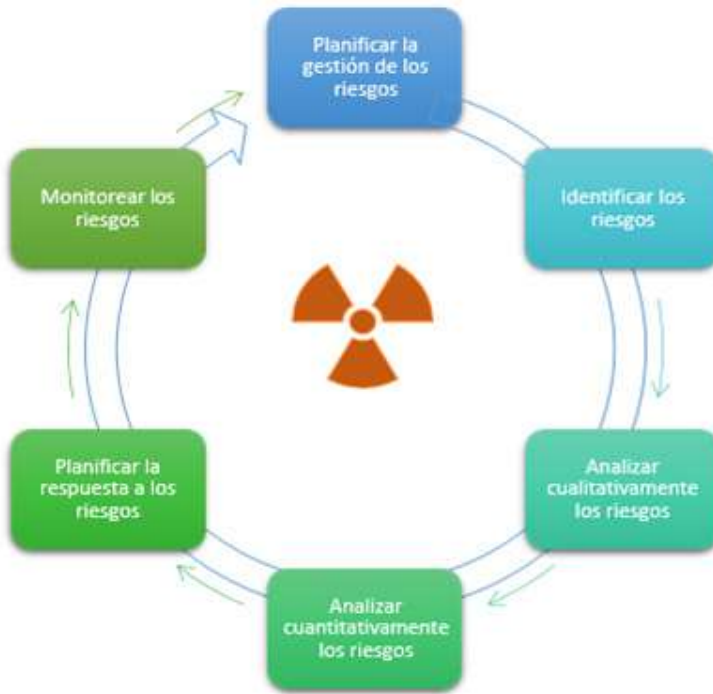 Planificar la
gestión de los
riesgos
Identificar los
riesgos
Analizar
cualitativamente
los riesgos
Analizar
cuantitativamente
los riesgos
Planificar la
respuesta a los
riesgos
Monitorear los
riesgos